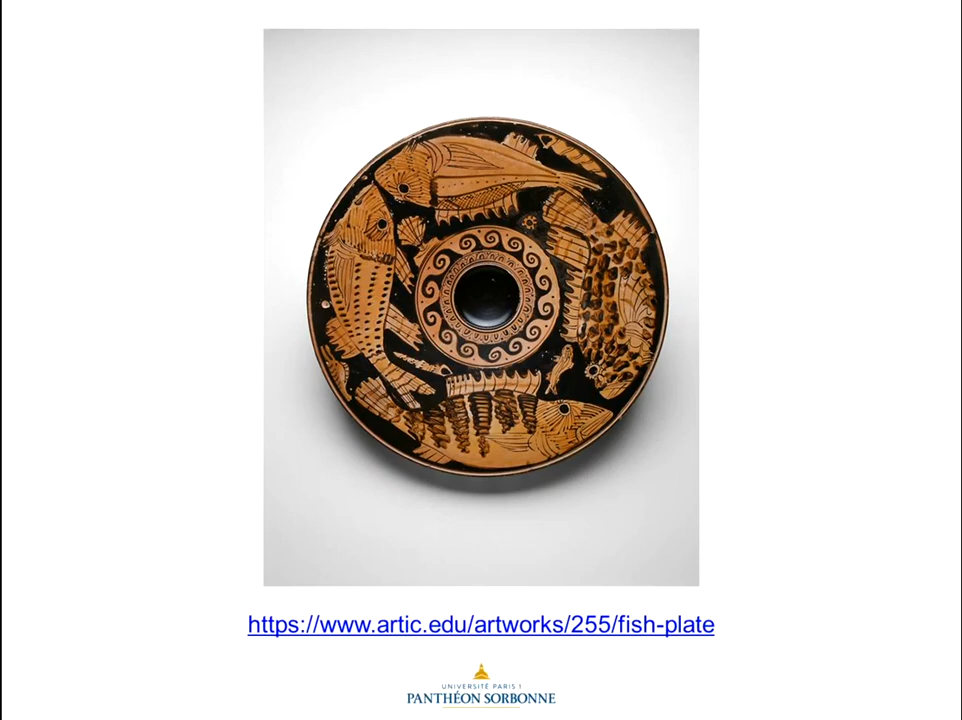 https://www.artic.edu/artworks/255/fish-plate
UNIVERSITÉ PARIS 1
PANTHÉON SORBONNE